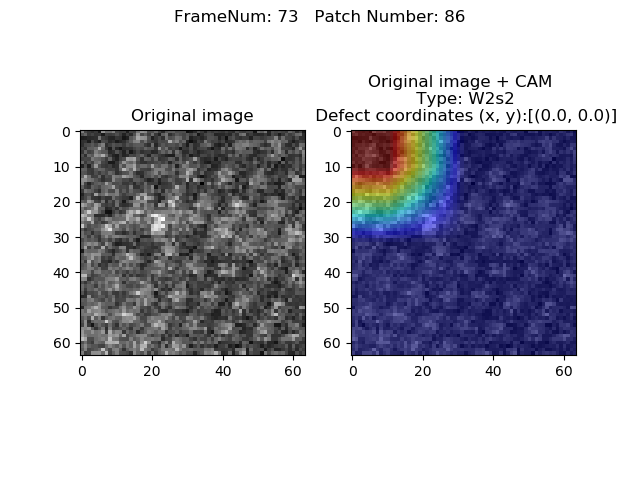 FrameNum: 73   Patch Number: 86
Original image
0
10
20
30
40
50
60
0 20 40 60
Original image + CAM
Type: W2s2
Defect coordinates (x, y):[(0.0, 0.0)]
0
10
20
30
40
50
60
0 20 40 60